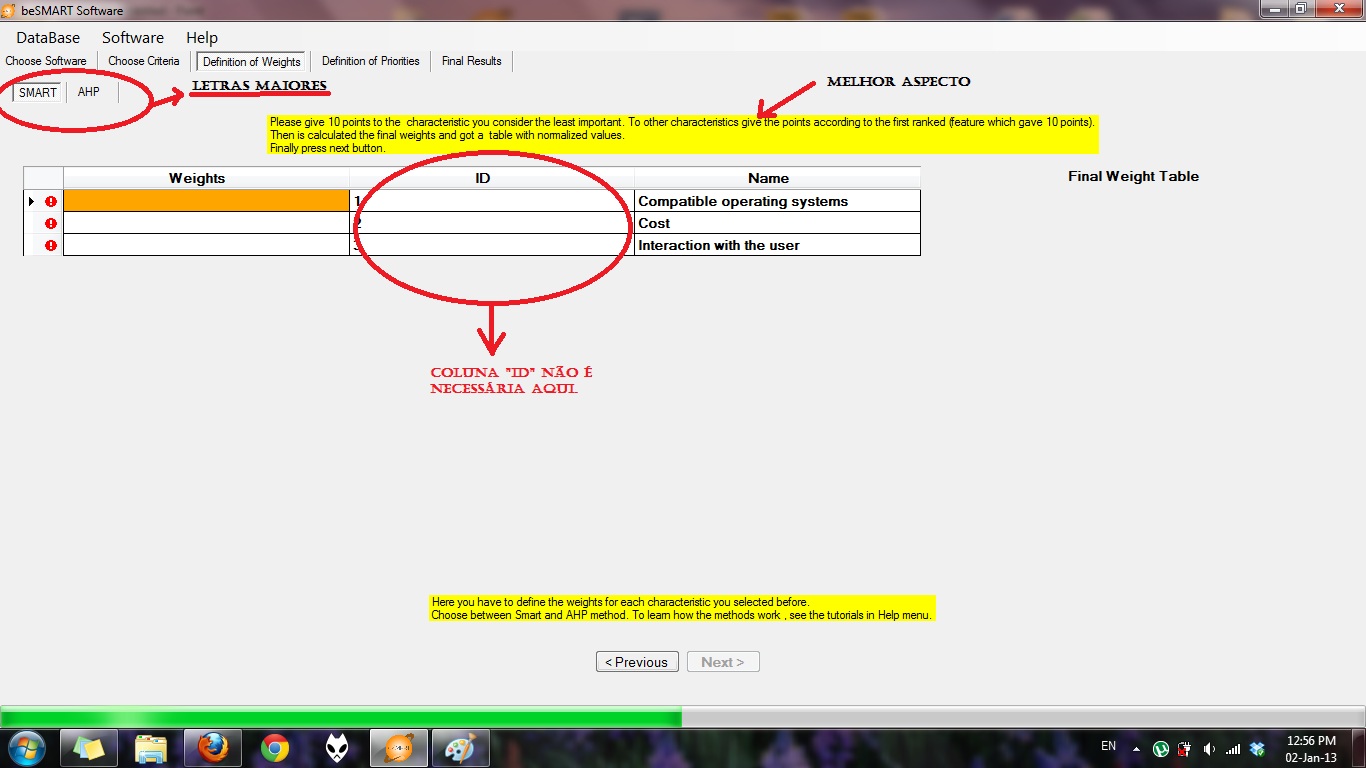 beSMART Software
DataBase Software Help
Choose Software Choose Criteria Definition of Weights Definition of Priorities Final Results
SMART AHP
LETRAS MAIORES
MELHOR ASPECTO
Please give 10 points to the characteristic you consider the least important. To other characteristics give the points according to the first ranked (feature which gave 10 points).
Then is calculated the final weights and got a table with normalized values.
Finally press next button.
Weights ID Name
Final Weight Table
1 Compatible operating systems
2 Cost
3 Interaction with the user
COLUNA "ID" NÃO É
NECESSÁRIA AQUI
Here you have to define the weights for each characteristic you selected before.
Choose between Smart and AHP method. To learn how the methods work , see the tutorials in Help menu.
< Previous Next >
EN
12:56 PM
02-Jan-13